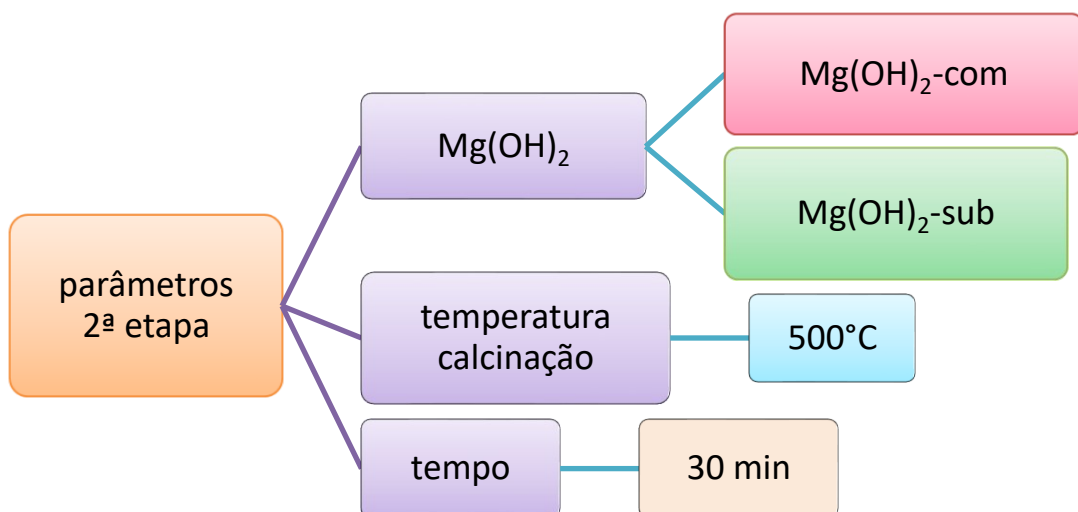 parâmetros
2ª etapa
Mg(OH)₂
Mg(OH)₂-com
Mg(OH)₂-sub
temperatura
calcinação
500°C
tempo
30 min